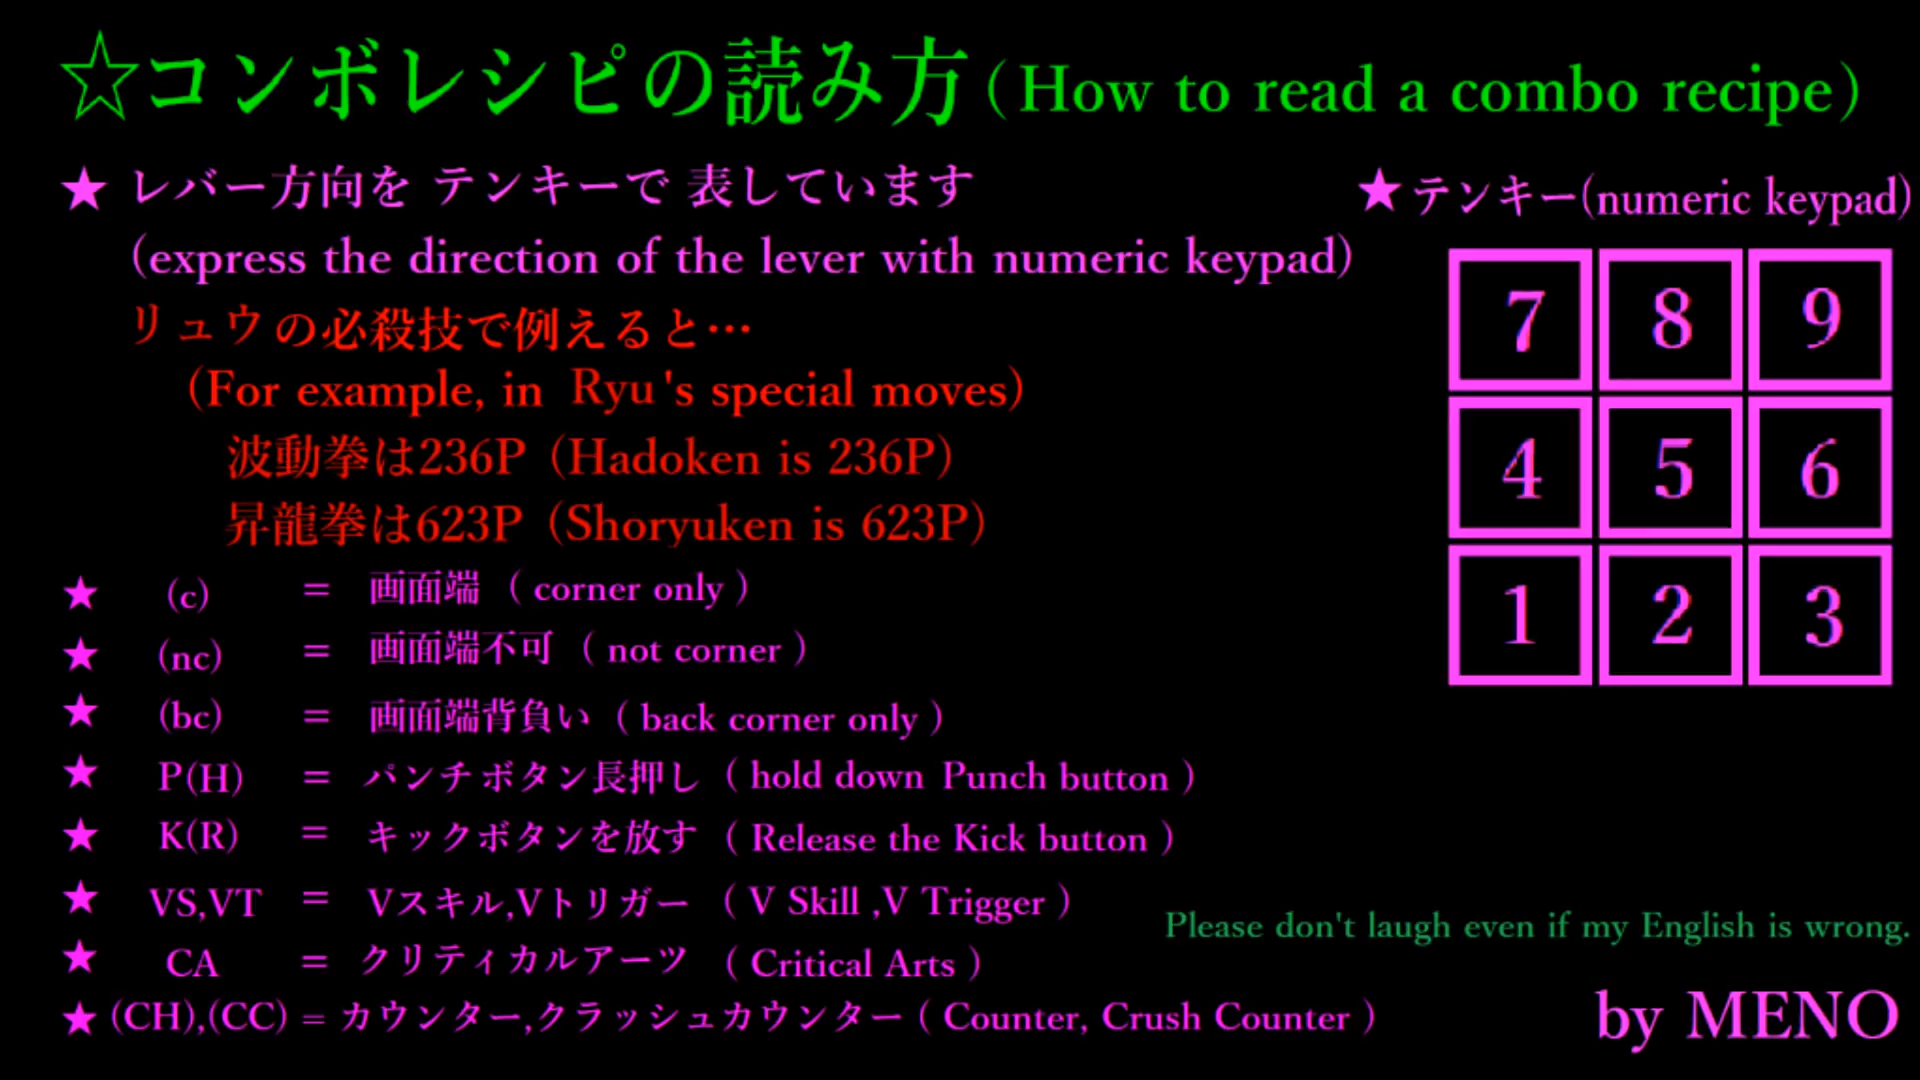 ☆コンボレシピの読み方(How to read a combo recipe)
★ レバー方向を テンキーで 表しています
(express the direction of the lever with numeric keypad)
リュウの必殺技で例えると…
(For example, in Ryu's special moves)
波動拳は236P (Hadoken is 236P)
昇龍拳は623P (Shoryuken is 623P)
★テンキー(numeric keypad)
7 8 9
4 5 6
1 2 3
★ (c) = 画面端 ( corner only )
★ (nc) = 画面端不可 ( not corner )
★ (bc) = 画面端背負い ( back corner only )
★ P(H) = パンチボタン長押し ( hold down Punch button )
★ K(R) = キックボタンを放す ( Release the Kick button )
★ VS,VT = Vスキル,Vトリガー ( V Skill ,V Trigger )
★ CA = クリティカルアーツ ( Critical Arts )
★ (CH),(CC) = カウンター,クラッシュカウンター ( Counter, Crush Counter )
Please don't laugh even if my English is wrong.
by MENO